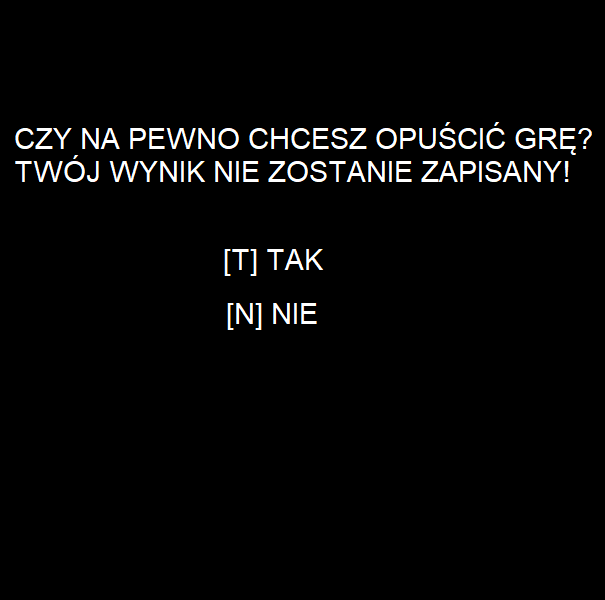 CZY NA PEWNO CHCESZ OPUŚCIĆ GRĘ?
TWÓJ WYNIK NIE ZOSTANIE ZAPISANY!
[T] TAK
[N] NIE